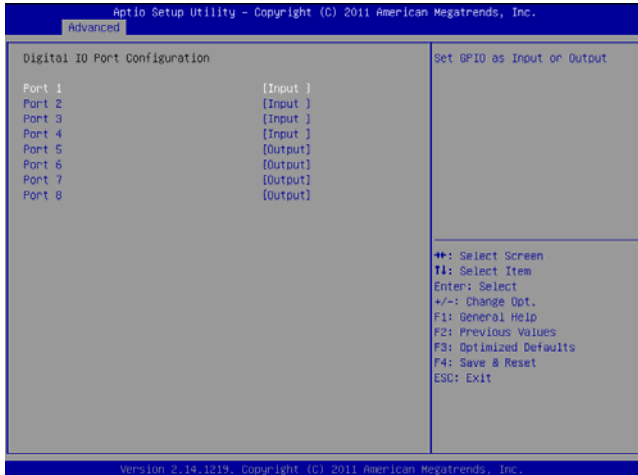 Aptio Setup Utility - Copyright (C) 2011 American Megatrends, Inc.
Advanced
Digital IO Port Configuration
Port 1 [Input ]
Port 2 [Input ]
Port 3 [Input ]
Port 4 [Input ]
Port 5 [Output]
Port 6 [Output]
Port 7 [Output]
Port 8 [Output]
Set GPIO as Input or Output
→←: Select Screen
↑↓: Select Item
Enter: Select
+/-: Change Opt.
F1: General Help
F2: Previous Values
F3: Optimized Defaults
F4: Save & Reset
ESC: Exit
Version 2.14.1219. Copyright (C) 2011 American Megatrends, Inc.